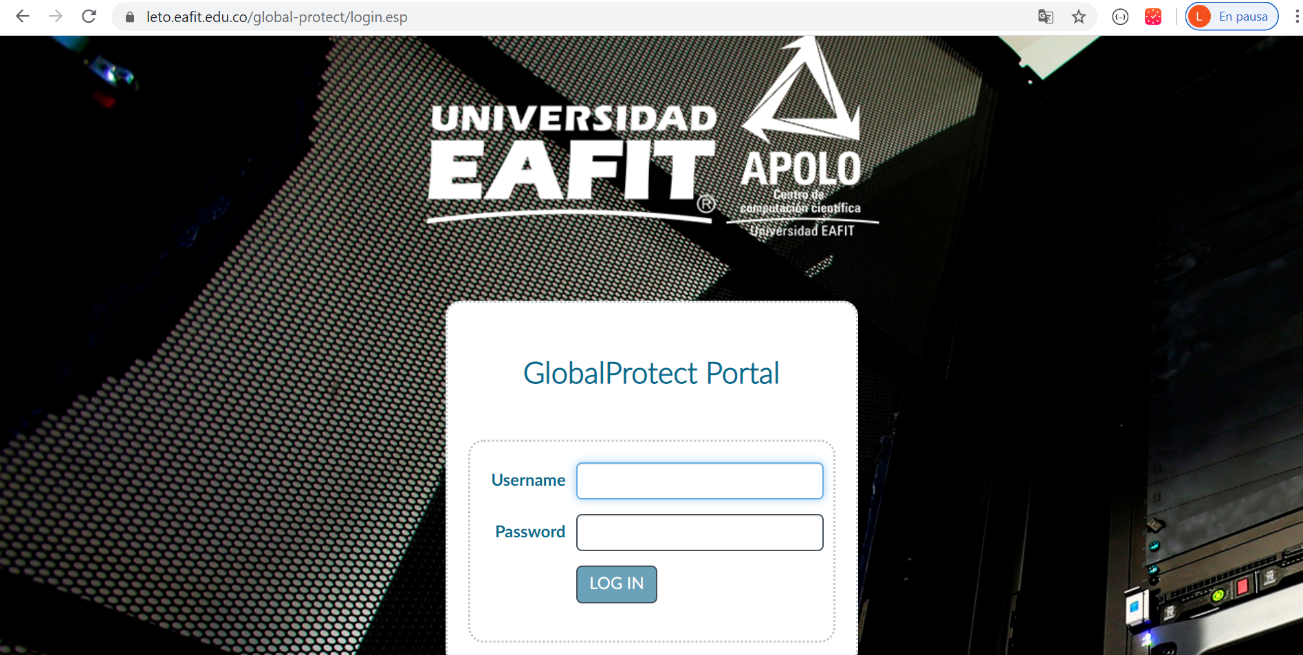 leto.eafit.edu.co/global-protect/login.esp
L
En pausa
UNIVERSIDAD
EAFIT®
APOLO
Centro de
computación científica
Universidad EAFIT
GlobalProtect Portal
Username
Password
LOG IN